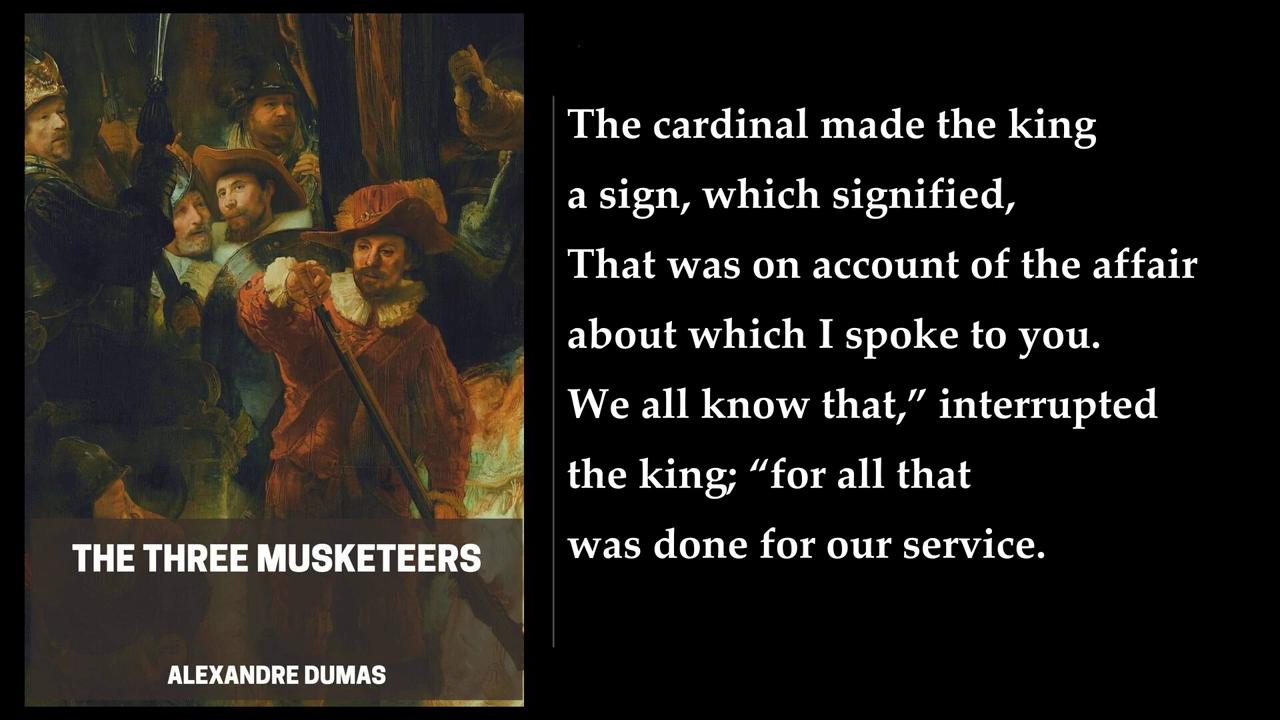 THE THREE MUSKETEERS
ALEXANDRE DUMAS
The cardinal made the king
a sign, which signified,
That was on account of the affair
about which I spoke to you.
We all know that,” interrupted
the king; “for all that
was done for our service.